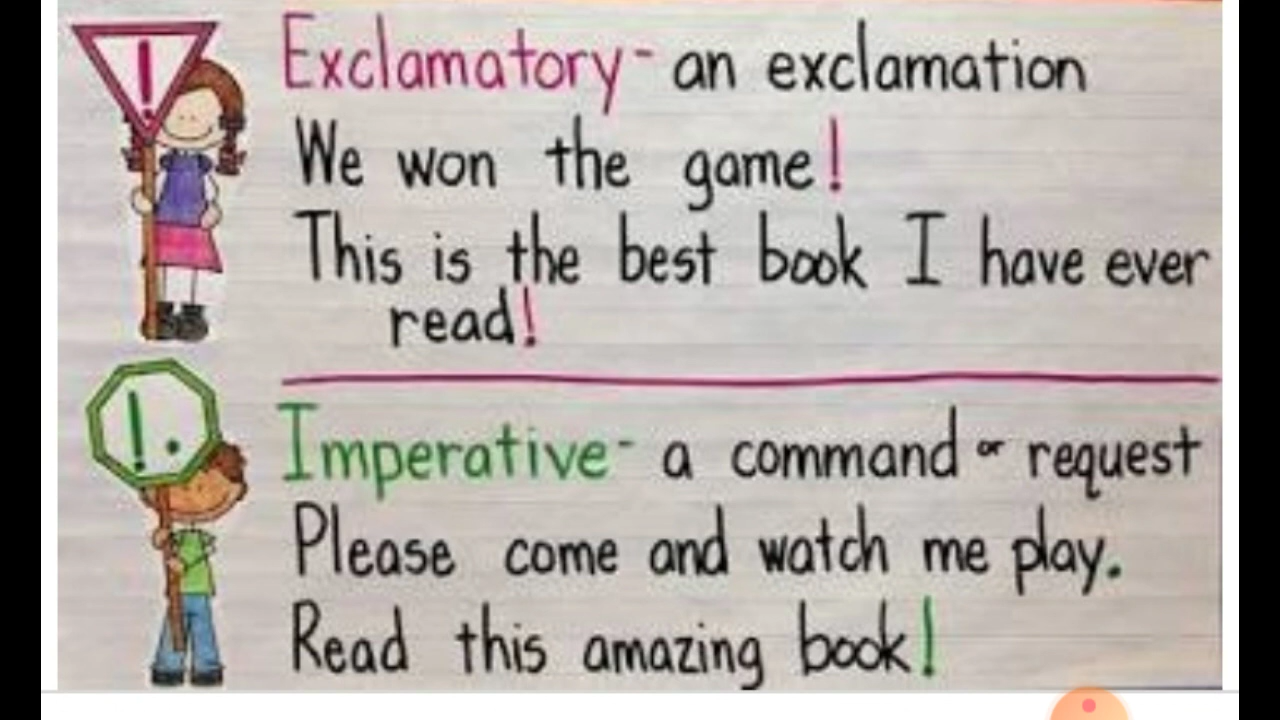 !
Exclamatory - an exclamation
We won the game!
This is the best book I have ever
read!
! .
Imperative - a command or request
Please come and watch me play.
Read this amazing book!